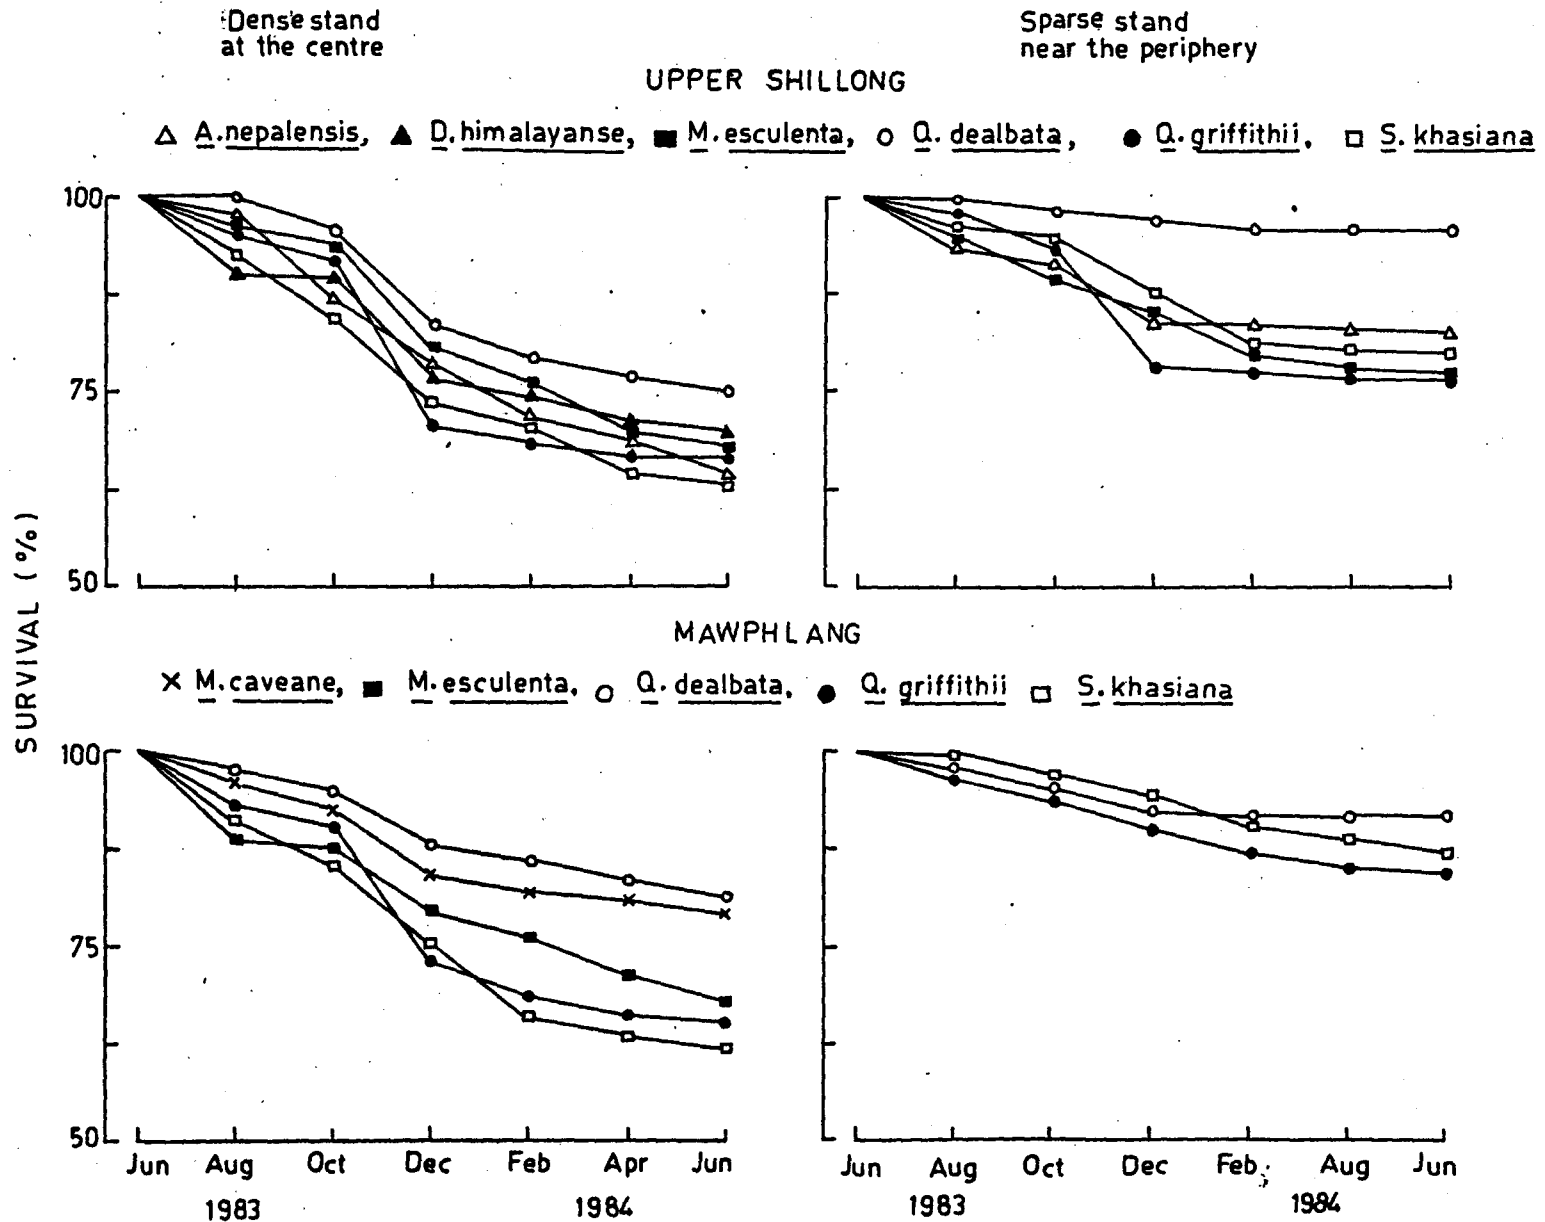 Dense stand
at the centre
Sparse stand
near the periphery
UPPER SHILLONG
A.nepalensis, D.himalayanse, M.esculenta, Q. dealbata, Q.griffithii, S. khasiana
100
75
50
SURVIVAL (%)
MAWPHLANG
M.caveane, M.esculenta, Q. dealbata, Q. griffithii S. khasiana
100
75
50
Jun Aug Oct Dec Feb Apr Jun
1983 1984
Jun Aug Oct Dec Feb Aug Jun
1983 1984